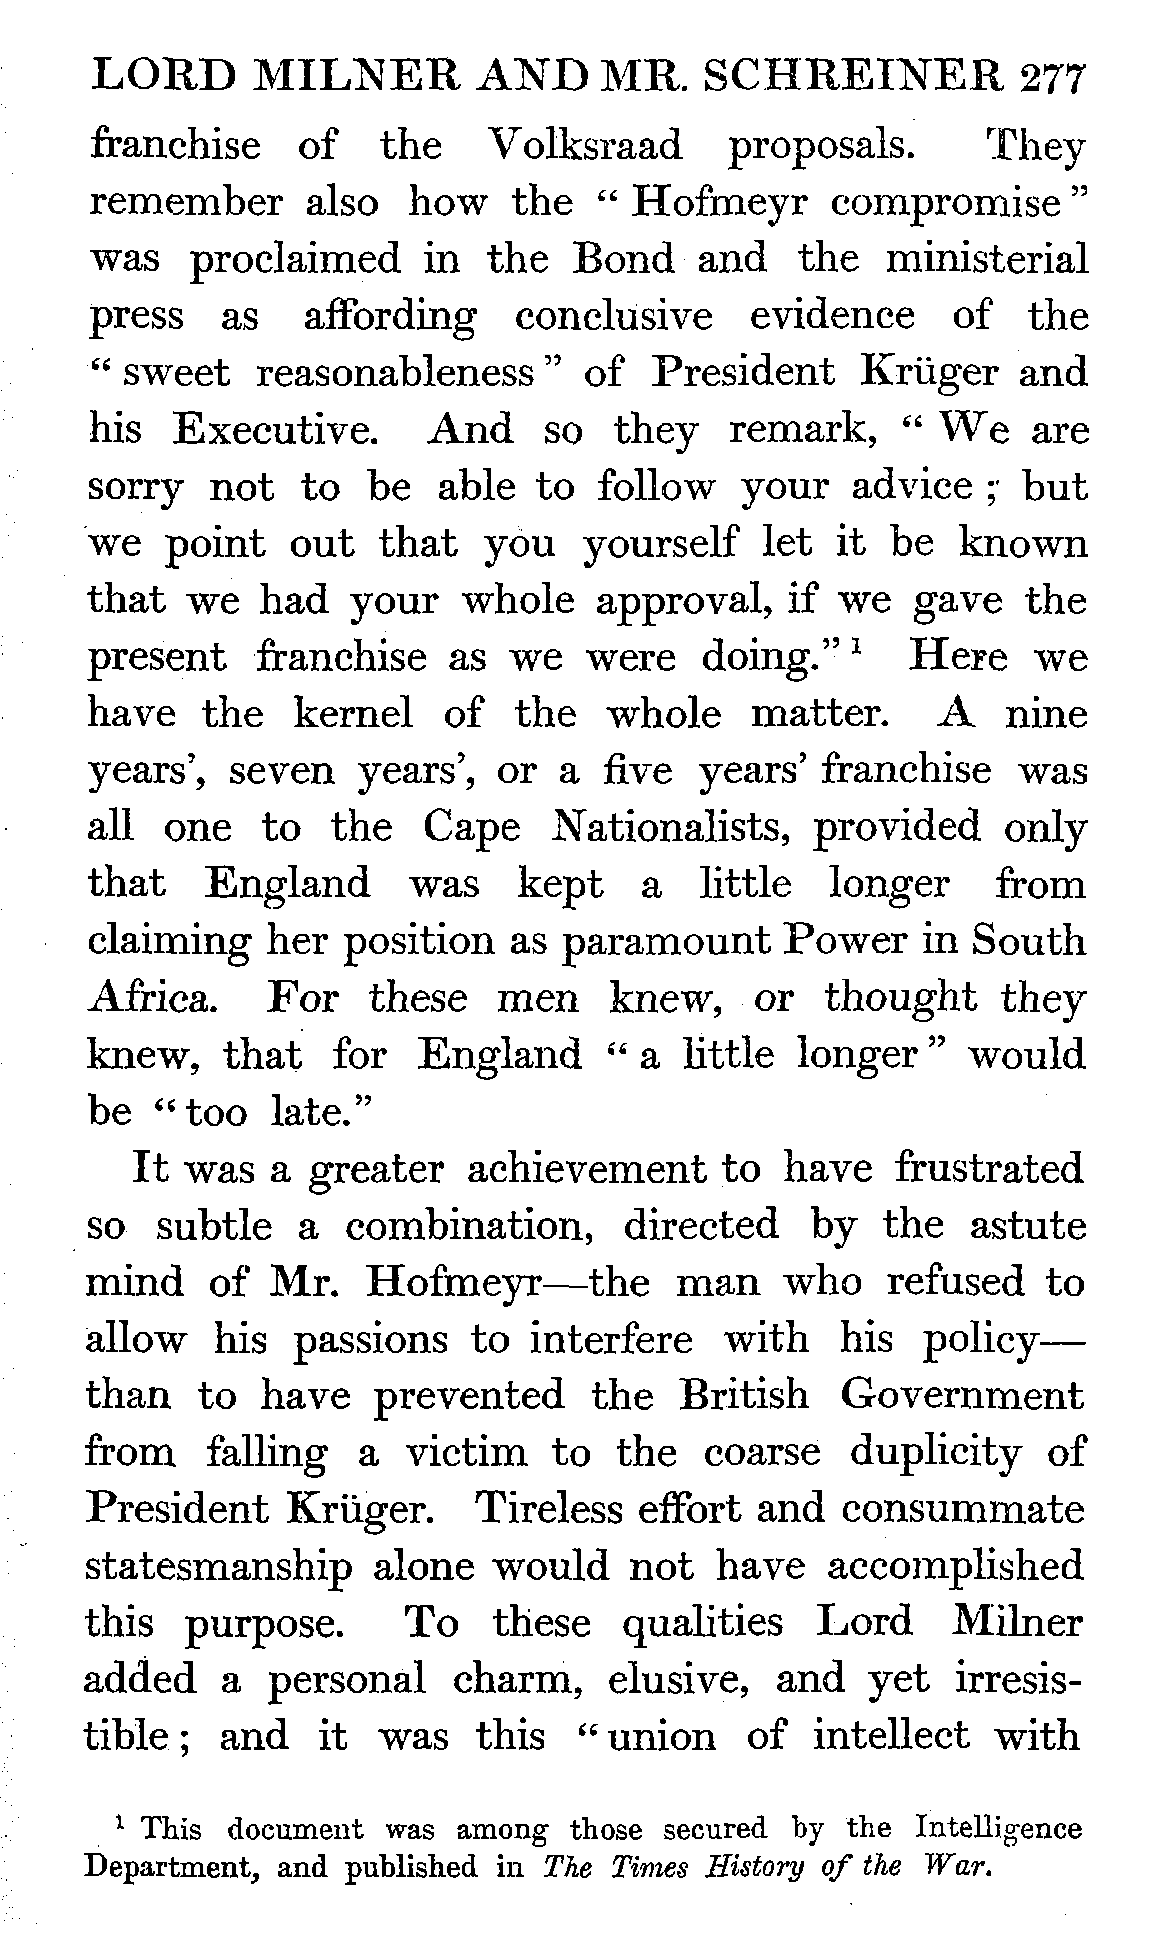 LORD MILNER AND MR. SCHREINER 277
franchise of the Volksraad proposals. They
remember also how the “ Hofmeyr compromise ”
was proclaimed in the Bond and the ministerial
press as affording conclusive evidence of the
“ sweet reasonableness ” of President Krüger and
his Executive. And so they remark, “ We are
sorry not to be able to follow your advice ; but
we point out that you yourself let it be known
that we had your whole approval, if we gave the
present franchise as we were doing.” ¹ Here we
have the kernel of the whole matter. A nine
years’, seven years’, or a five years’ franchise was
all one to the Cape Nationalists, provided only
that England was kept a little longer from
claiming her position as paramount Power in South
Africa. For these men knew, or thought they
knew, that for England “ a little longer ” would
be “ too late.”
It was a greater achievement to have frustrated
so subtle a combination, directed by the astute
mind of Mr. Hofmeyr—the man who refused to
allow his passions to interfere with his policy—
than to have prevented the British Government
from falling a victim to the coarse duplicity of
President Krüger. Tireless effort and consummate
statesmanship alone would not have accomplished
this purpose. To these qualities Lord Milner
added a personal charm, elusive, and yet irresis-
tible ; and it was this “ union of intellect with
¹ This document was among those secured by the Intelligence
Department, and published in The Times History of the War.